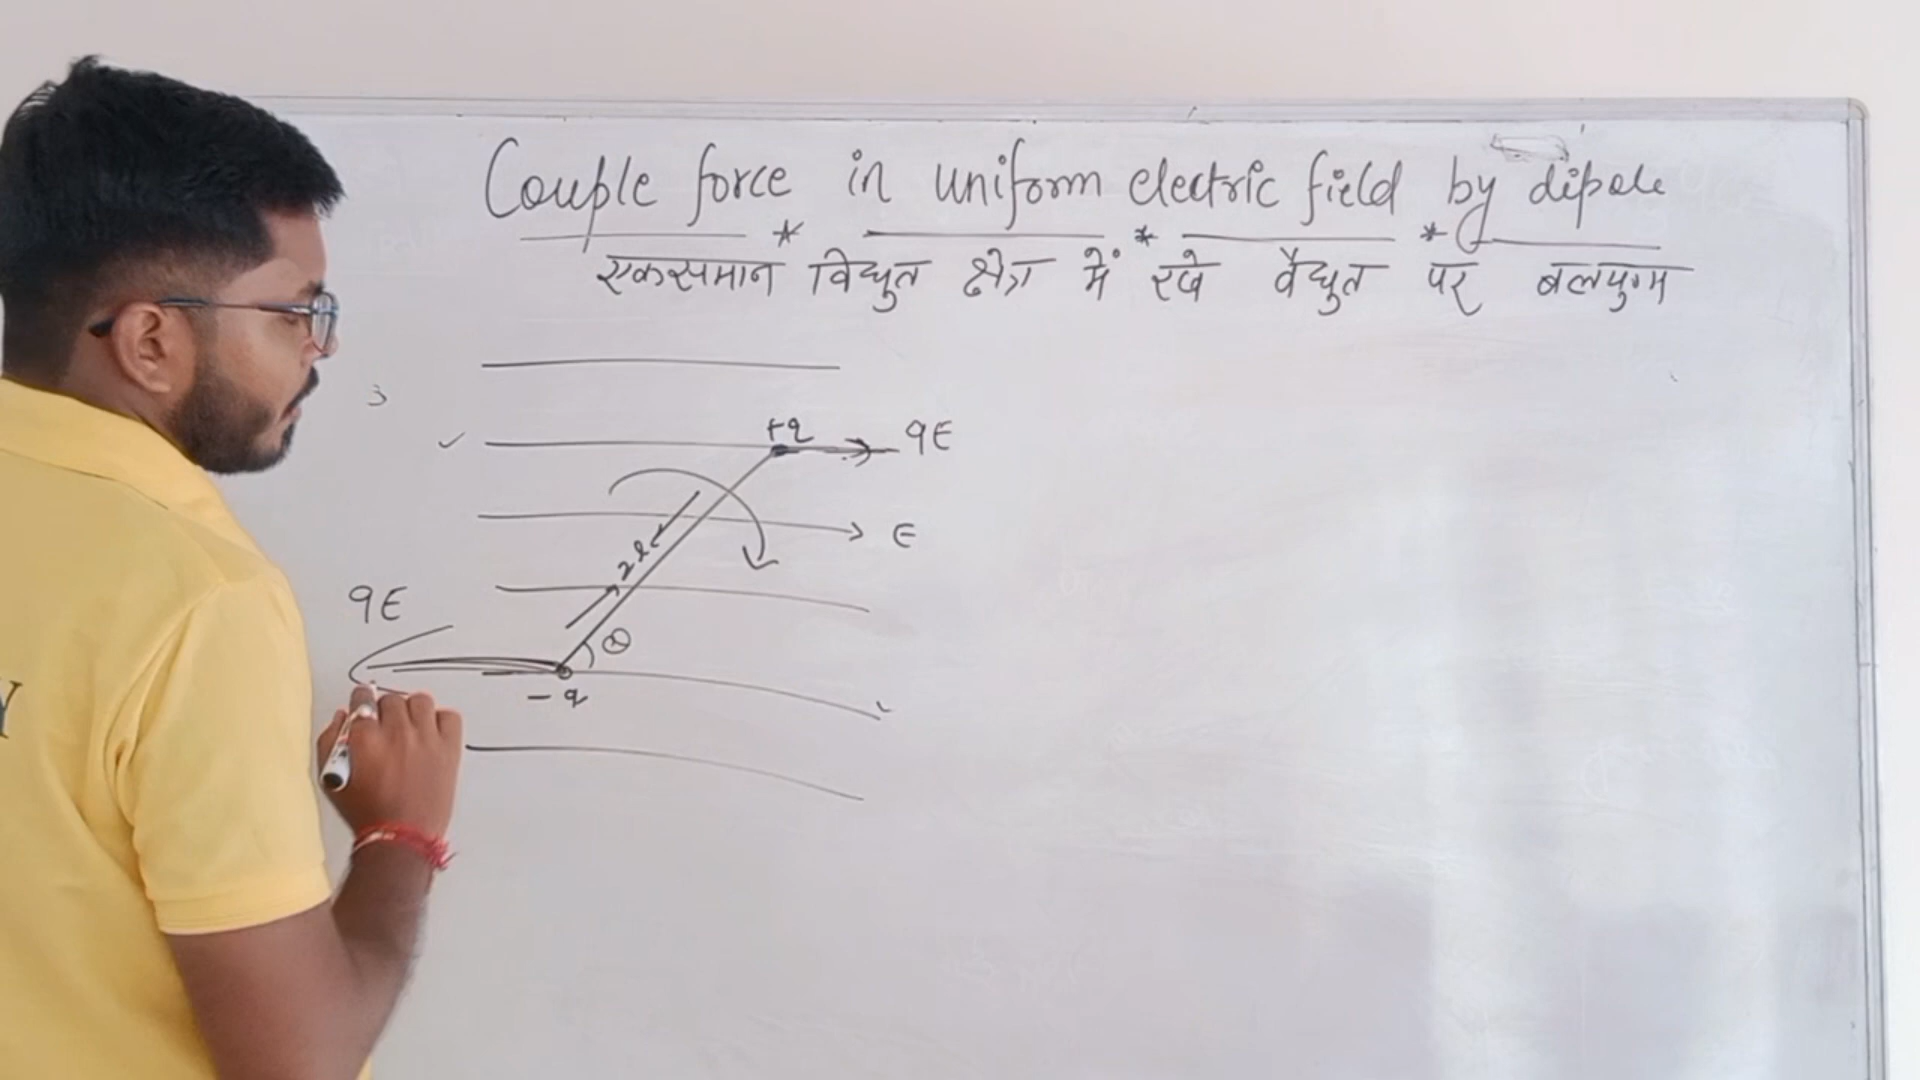 Couple force in uniform electric field by dipole
एकसमान विद्युत क्षेत्र में रखे वैद्युत पर बलयुग्म
+q
qE
E
2l
qE
θ
-q
Y